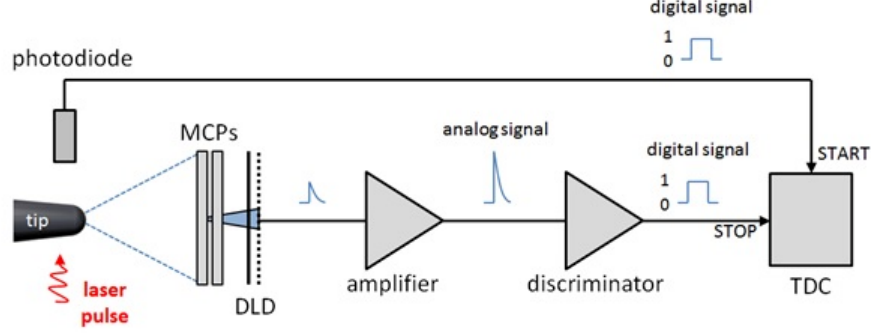 digital signal
1
0
photodiode
MCPs
analog signal
digital signal
1
0
START
tip
STOP
laser
pulse
DLD
amplifier
discriminator
TDC